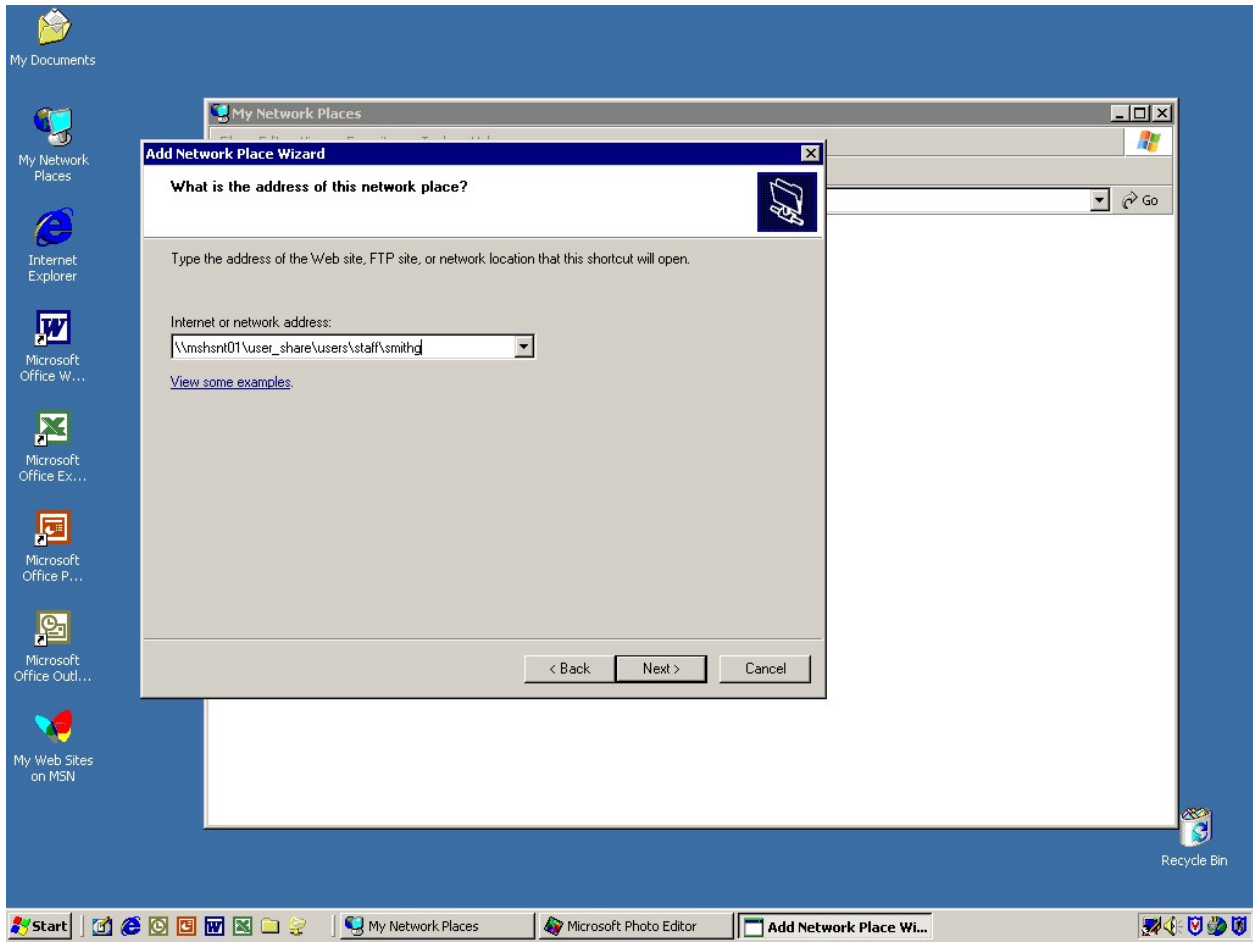 My Documents
My Network
Places
Internet
Explorer
Microsoft
Office W...
Microsoft
Office Ex...
Microsoft
Office P...
Microsoft
Office Outl...
My Web Sites
on MSN
My Network Places
Go
Add Network Place Wizard
What is the address of this network place?
Type the address of the Web site, FTP site, or network location that this shortcut will open.
Internet or network address:
\\mshsnt01\user_share\users\staff\smithg
View some examples.
< Back Next > Cancel
Recycle Bin
Start My Network Places Microsoft Photo Editor Add Network Place Wi...